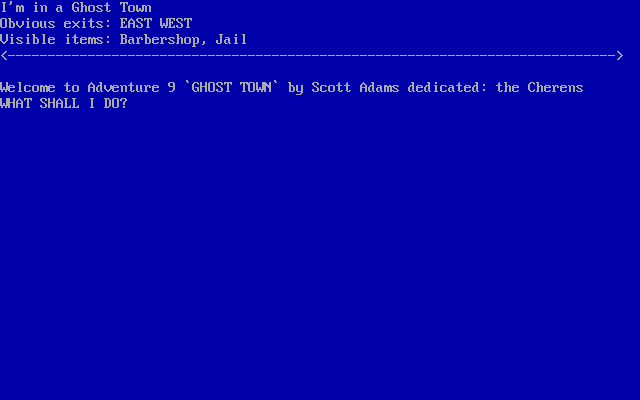 I'm in a Ghost Town
Obvious exits: EAST WEST
Visible items: Barbershop, Jail
<---------------------------------------------------------------------------->
Welcome to Adventure 9 `GHOST TOWN` by Scott Adams dedicated: the Cherens
WHAT SHALL I DO?